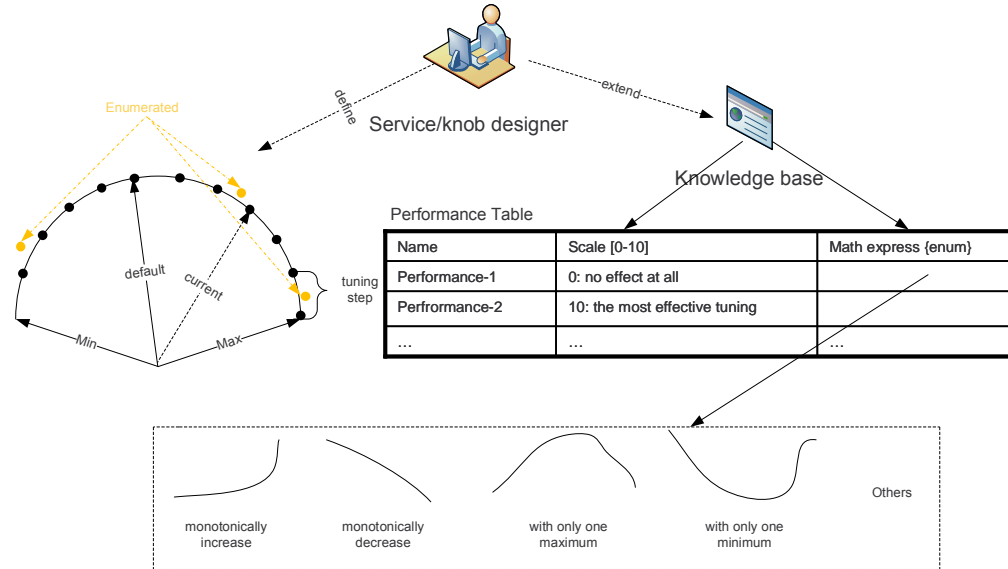 define
extend
Enumerated
Service/knob designer
Knowledge base
Performance Table
Name
Scale [0-10]
Math express {enum}
Performance-1
0: no effect at all
Perfrormance-2
10: the most effective tuning
…
…
…
default
current
tuning
step
Min
Max
monotonically
increase
monotonically
decrease
with only one
maximum
with only one
minimum
Others